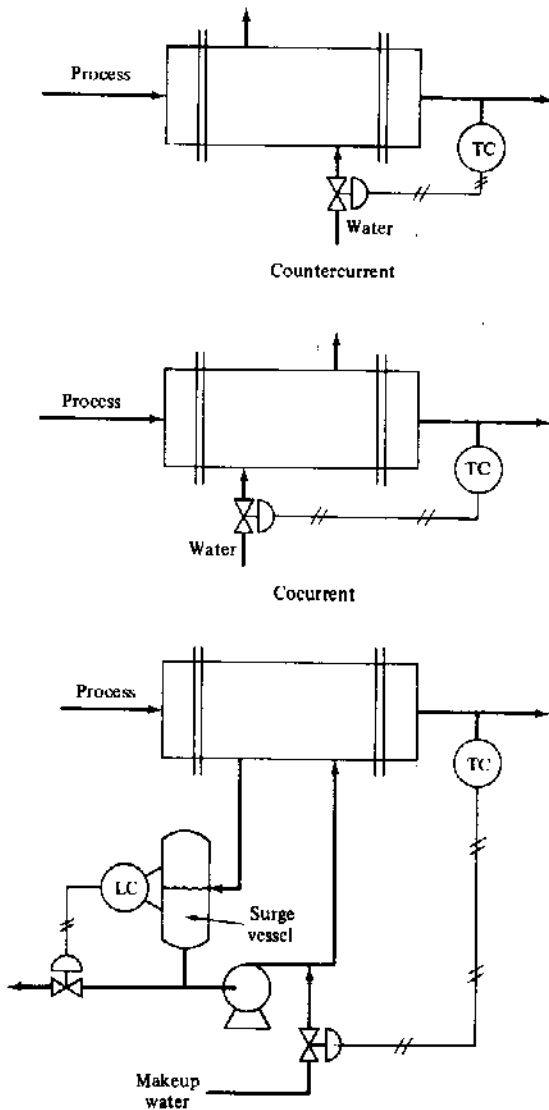 Process
TC
Water
Countercurrent
Process
TC
Water
Cocurrent
Process
TC
LC
Surge
vessel
Makeup
water